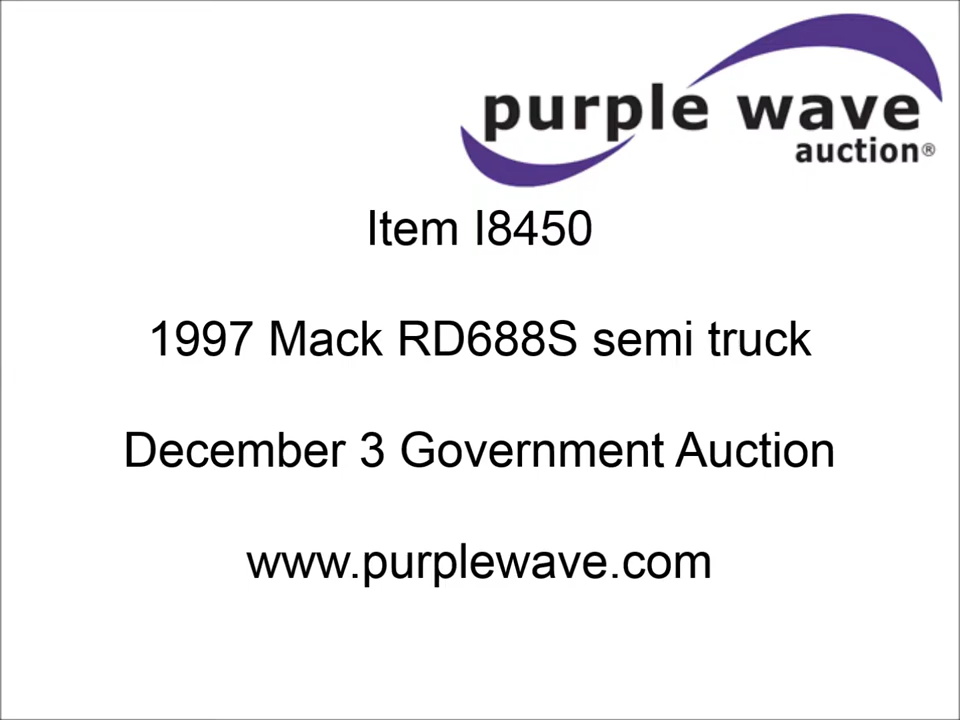 purple wave
auction®
Item I8450
1997 Mack RD688S semi truck
December 3 Government Auction
www.purplewave.com